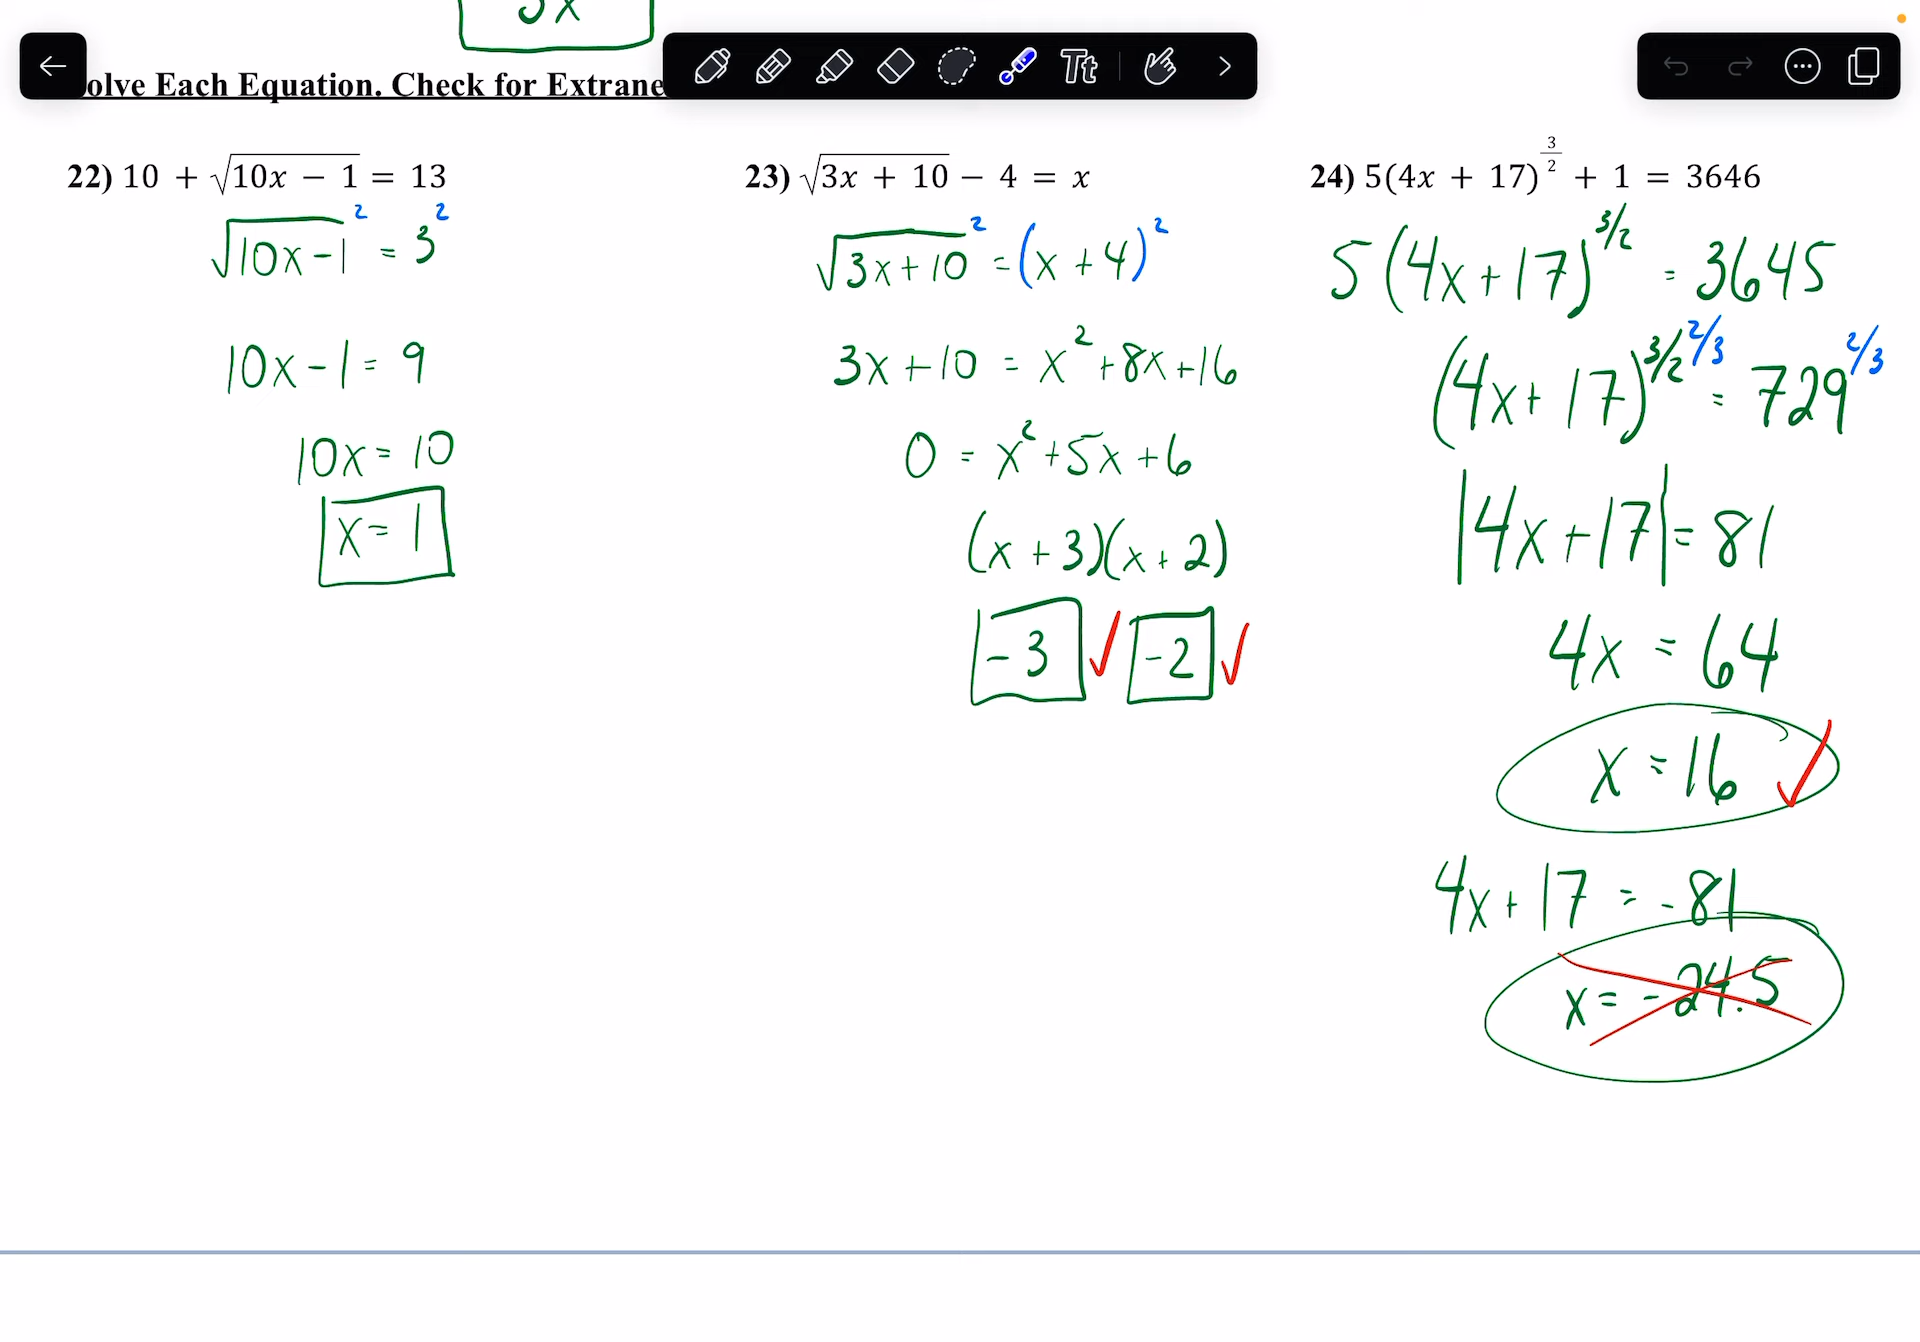 3x
olve Each Equation. Check for Extrane
Tt
22) 10 + √(10x − 1) = 13
√(10x-1)² = 3²
10x-1 = 9
10x = 10
x = 1
23) √(3x + 10) − 4 = x
√(3x+10)² = (x+4)²
3x+10 = x²+8x+16
0 = x²+5x+6
(x+3)(x+2)
-3 ✓ -2 ✓
24) 5(4x + 17)^(3/2) + 1 = 3646
5(4x+17)^(3/2) = 3645
(4x+17)^(3/2)^(2/3) = 729^(2/3)
|4x+17| = 81
4x = 64
x = 16 ✓
4x+17 = -81
x = -24.5